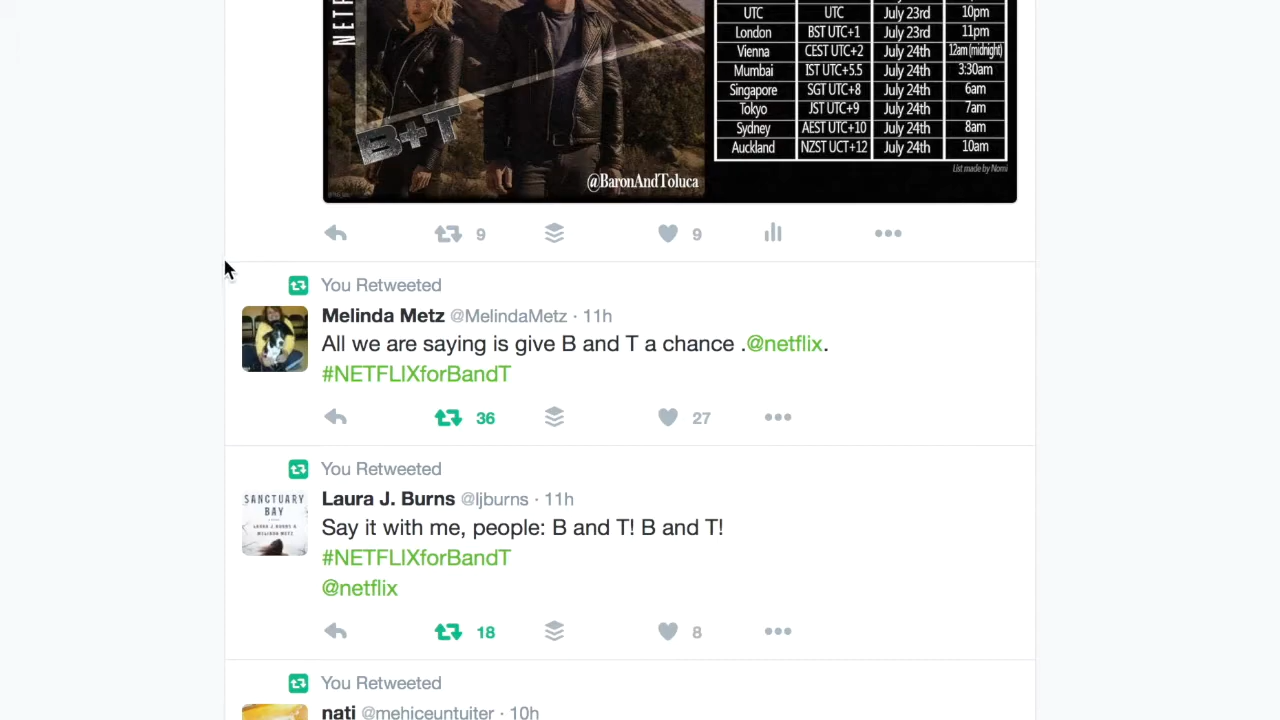 NETF
UTC UTC July 23rd 10pm
London BST UTC+1 July 23rd 11pm
Vienna CEST UTC+2 July 24th 12am (midnight)
Mumbai IST UTC+5.5 July 24th 3:30am
Singapore SGT UTC+8 July 24th 6am
Tokyo JST UTC+9 July 24th 7am
Sydney AEST UTC+10 July 24th 8am
Auckland NZST UCT+12 July 24th 10am
List made by Nomi
B+T
@BaronAndToluca
9 9
You Retweeted
Melinda Metz @MelindaMetz · 11h
All we are saying is give B and T a chance .@netflix.
#NETFLIXforBandT
36 27
You Retweeted
SANCTUARY
BAY
LAURA J. BURNS &
MELINDA METZ
Laura J. Burns @ljburns · 11h
Say it with me, people: B and T! B and T!
#NETFLIXforBandT
@netflix
18 8
You Retweeted
nati @mehiceuntuiter · 10h